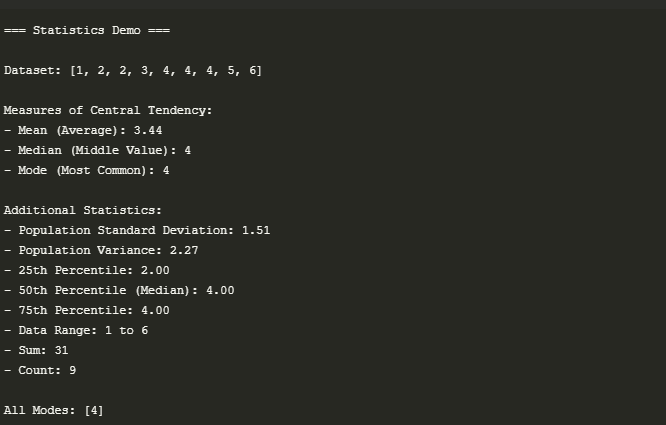 === Statistics Demo ===
Dataset: [1, 2, 2, 3, 4, 4, 4, 5, 6]
Measures of Central Tendency:
- Mean (Average): 3.44
- Median (Middle Value): 4
- Mode (Most Common): 4
Additional Statistics:
- Population Standard Deviation: 1.51
- Population Variance: 2.27
- 25th Percentile: 2.00
- 50th Percentile (Median): 4.00
- 75th Percentile: 4.00
- Data Range: 1 to 6
- Sum: 31
- Count: 9
All Modes: [4]